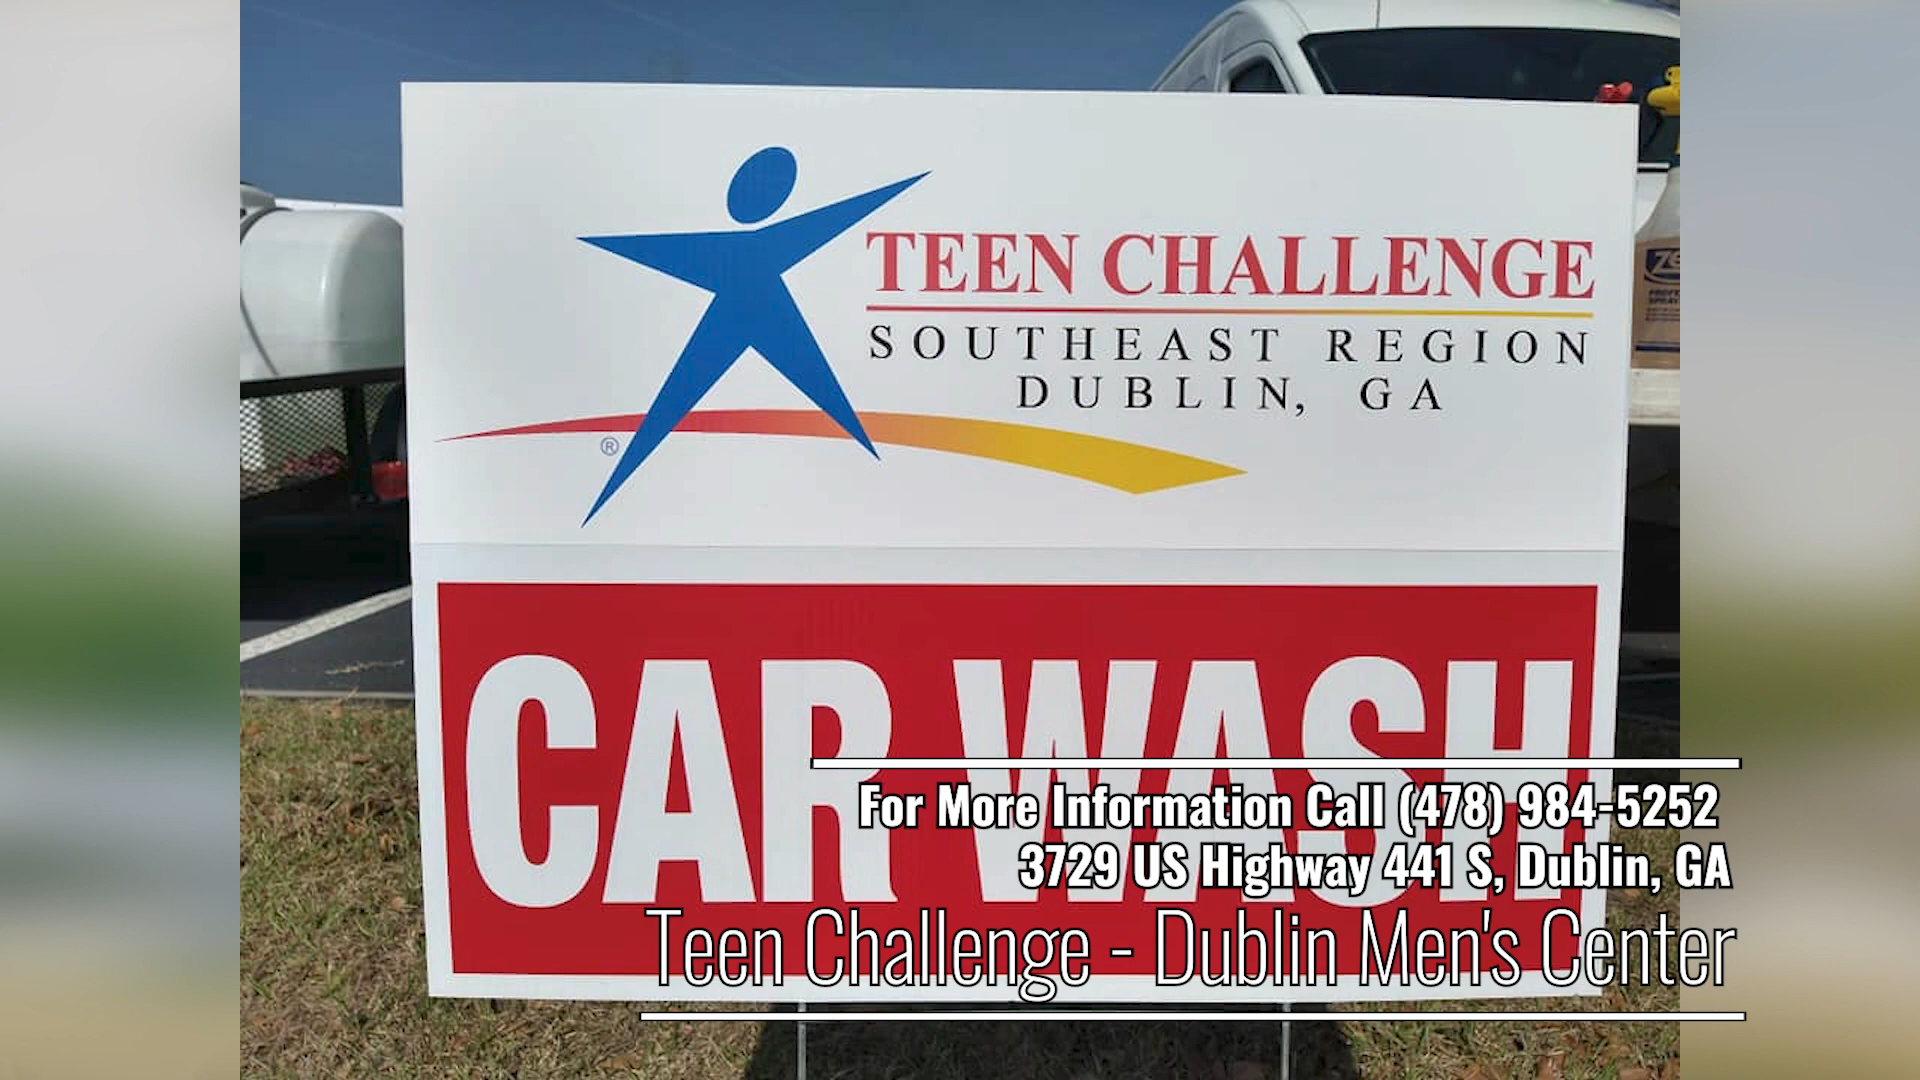 TEEN CHALLENGE
SOUTHEAST REGION
DUBLIN, GA
®
CAR WASH
For More Information Call (478) 984-5252
3729 US Highway 441 S, Dublin, GA
Teen Challenge - Dublin Men's Center